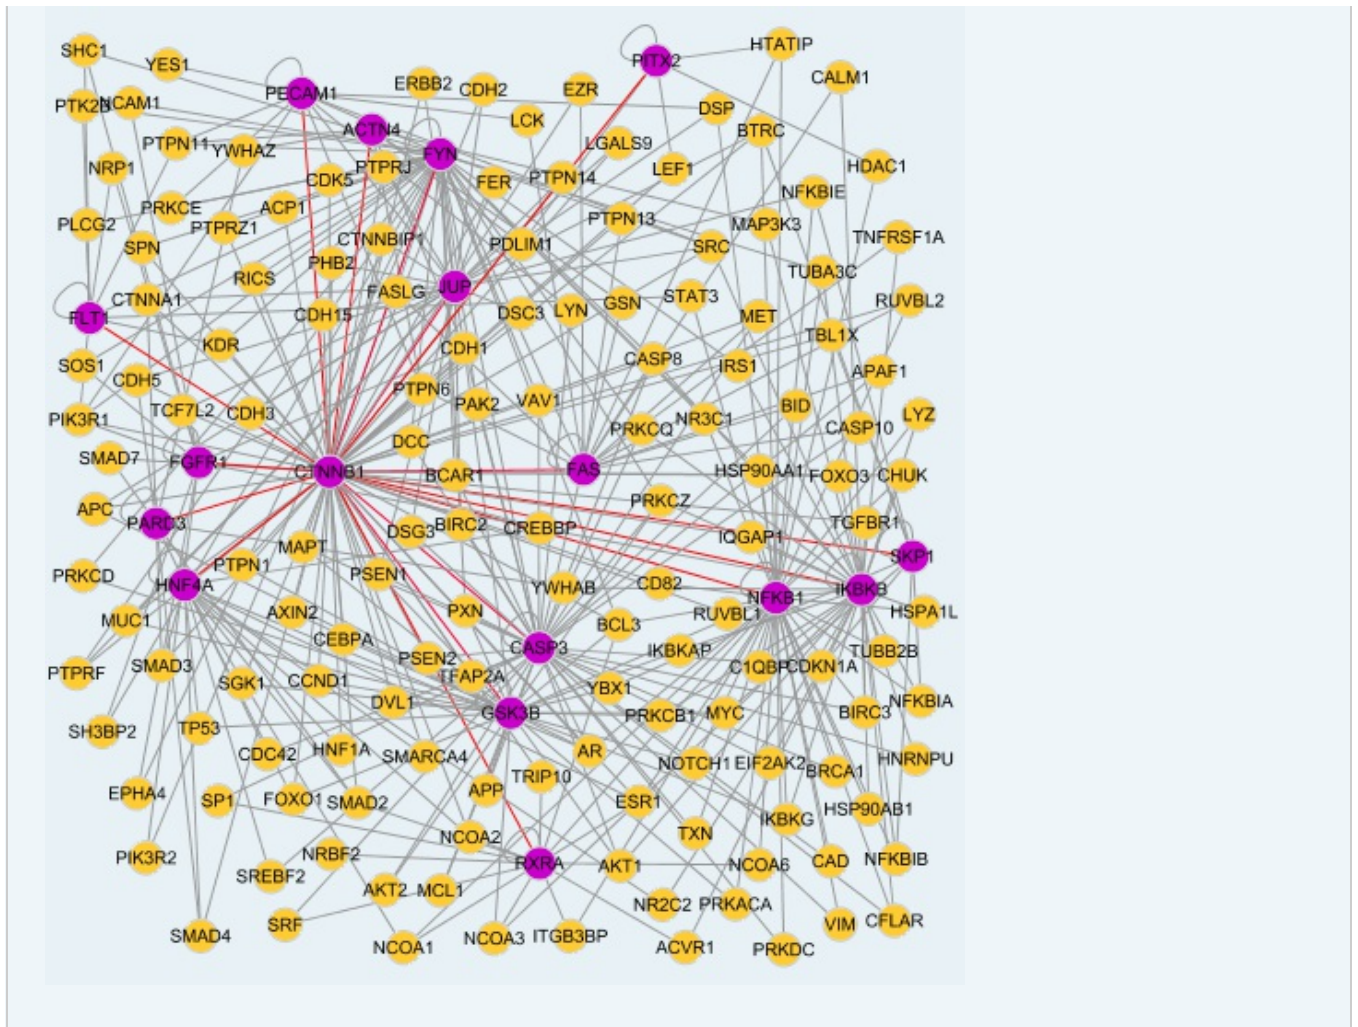 SHC1
YES1
PECAM1
ERBB2
CDH2
EZR
PITX2
HTATIP
CALM1
PTK2B
NCAM1
ACTN4
LCK
DSP
BTRC
PTPN11
YWHAZ
PTPRJ
FYN
LGALS9
HDAC1
NRP1
CDK5
FER
PTPN14
LEF1
NFKBIE
PRKCE
ACP1
PTPN13
MAP3K3
PLCG2
SPN
PTPRZ1
CTNNBIP1
PDLIM1
SRC
TNFRSF1A
RICS
PHB2
TUBA3C
CTNNA1
FASLG
JUP
DSC3
LYN
GSN
STAT3
RUVBL2
FLT1
CDH15
MET
TBL1X
KDR
CDH1
CASP8
SOS1
CDH5
IRS1
APAF1
PTPN6
PAK2
VAV1
PIK3R1
TCF7L2
CDH3
NR3C1
BID
LYZ
PRKCQ
CASP10
DCC
SMAD7
FGFR1
CTNNB1
BCAR1
FAS
HSP90AA1
FOXO3
CHUK
APC
PRKCZ
PARD3
DSG3
BIRC2
CREBBP
IQGAP1
TGFBR1
MAPT
SKP1
PRKCD
HNF4A
PTPN1
PSEN1
YWHAB
CD82
NFKB1
IKBKB
MUC1
AXIN2
PXN
BCL3
RUVBL1
HSPA1L
CEBPA
CASP3
IKBKAP
PTPRF
SMAD3
SGK1
CCND1
PSEN2
TFAP2A
C1QBP
CDKN1A
TUBB2B
YBX1
SH3BP2
TP53
DVL1
GSK3B
PRKCB1
MYC
BIRC3
NFKBIA
CDC42
HNF1A
SMARCA4
AR
NOTCH1
EIF2AK2
BRCA1
HNRNPU
EPHA4
SP1
FOXO1
SMAD2
APP
TRIP10
ESR1
IKBKG
HSP90AB1
PIK3R2
NRBF2
NCOA2
TXN
SREBF2
AKT2
MCL1
RXRA
AKT1
NCOA6
CAD
NFKBIB
SMAD4
SRF
NCOA1
NCOA3
ITGB3BP
NR2C2
PRKACA
ACVR1
PRKDC
VIM
CFLAR